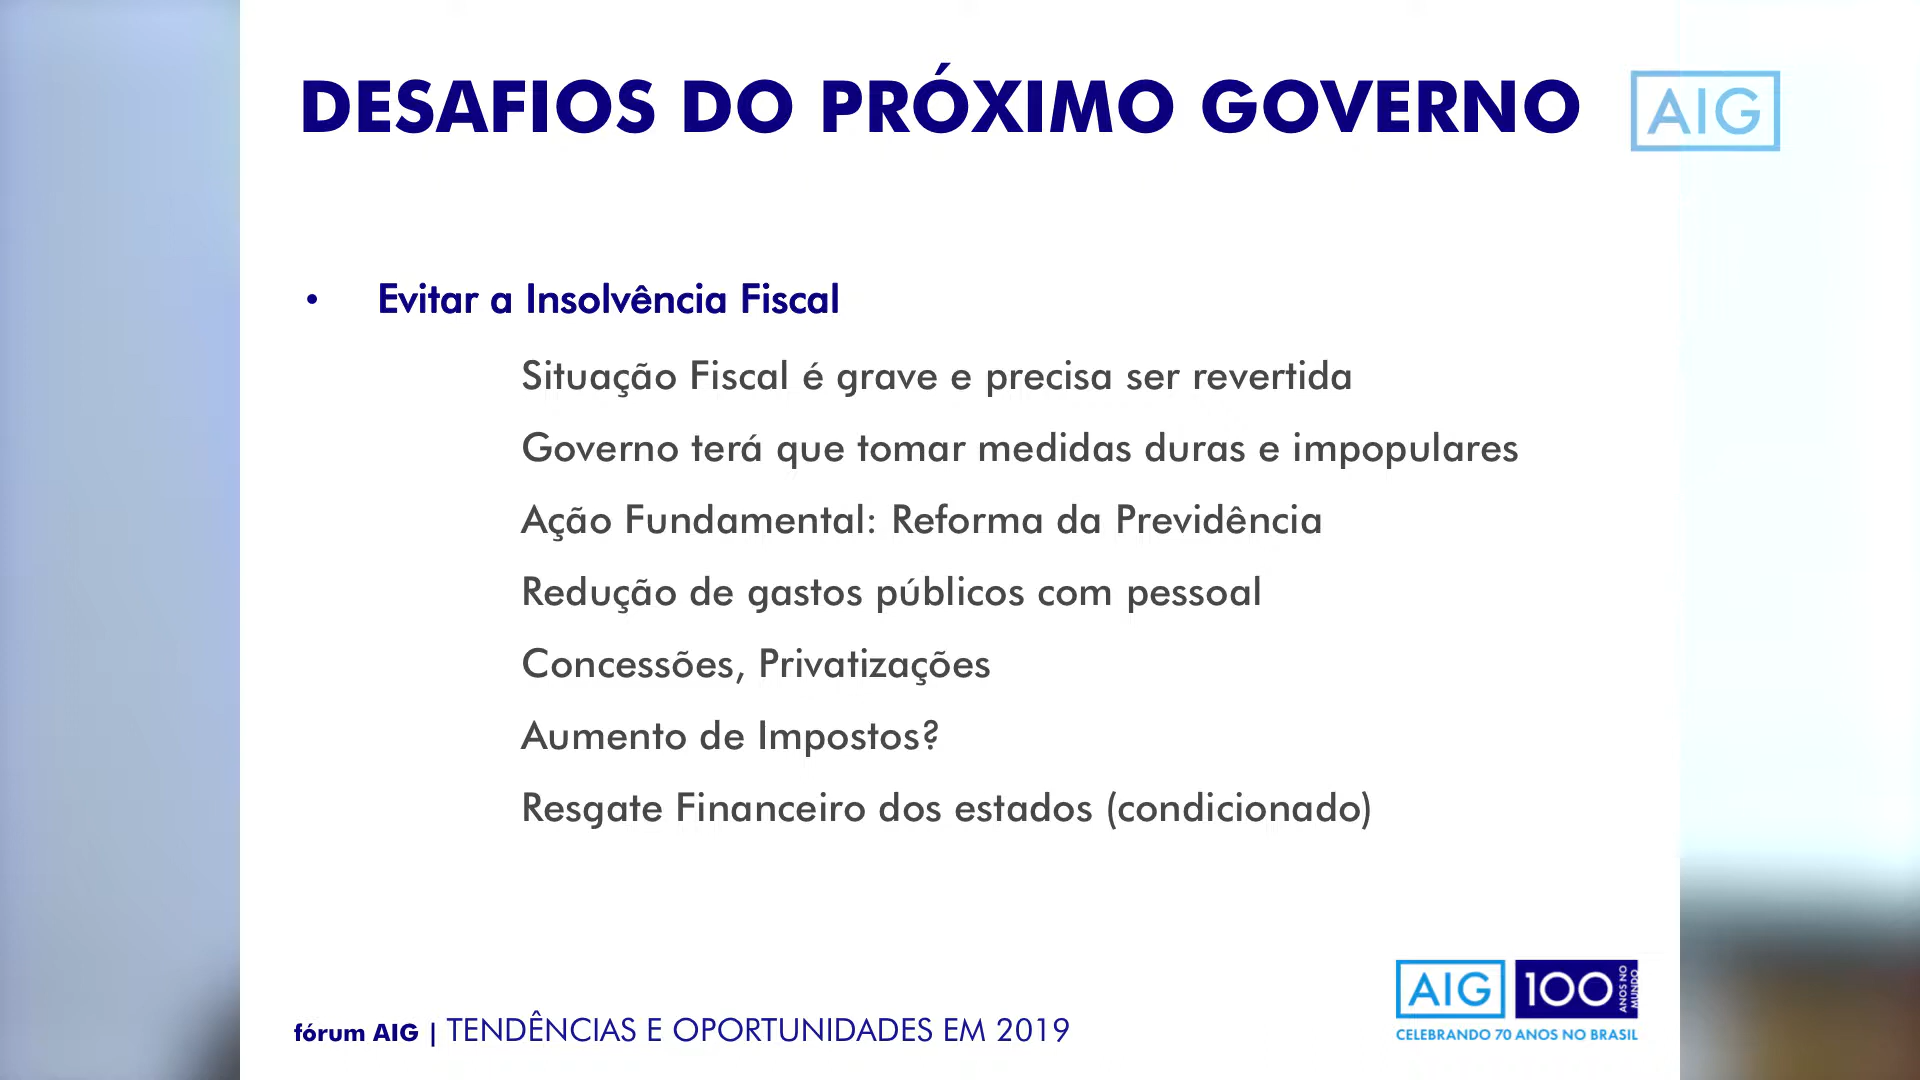 DESAFIOS DO PRÓXIMO GOVERNO
AIG
• Evitar a Insolvência Fiscal
Situação Fiscal é grave e precisa ser revertida
Governo terá que tomar medidas duras e impopulares
Ação Fundamental: Reforma da Previdência
Redução de gastos públicos com pessoal
Concessões, Privatizações
Aumento de Impostos?
Resgate Financeiro dos estados (condicionado)
fórum AIG | TENDÊNCIAS E OPORTUNIDADES EM 2019
AIG 100 ANOS NO MUNDO
CELEBRANDO 70 ANOS NO BRASIL